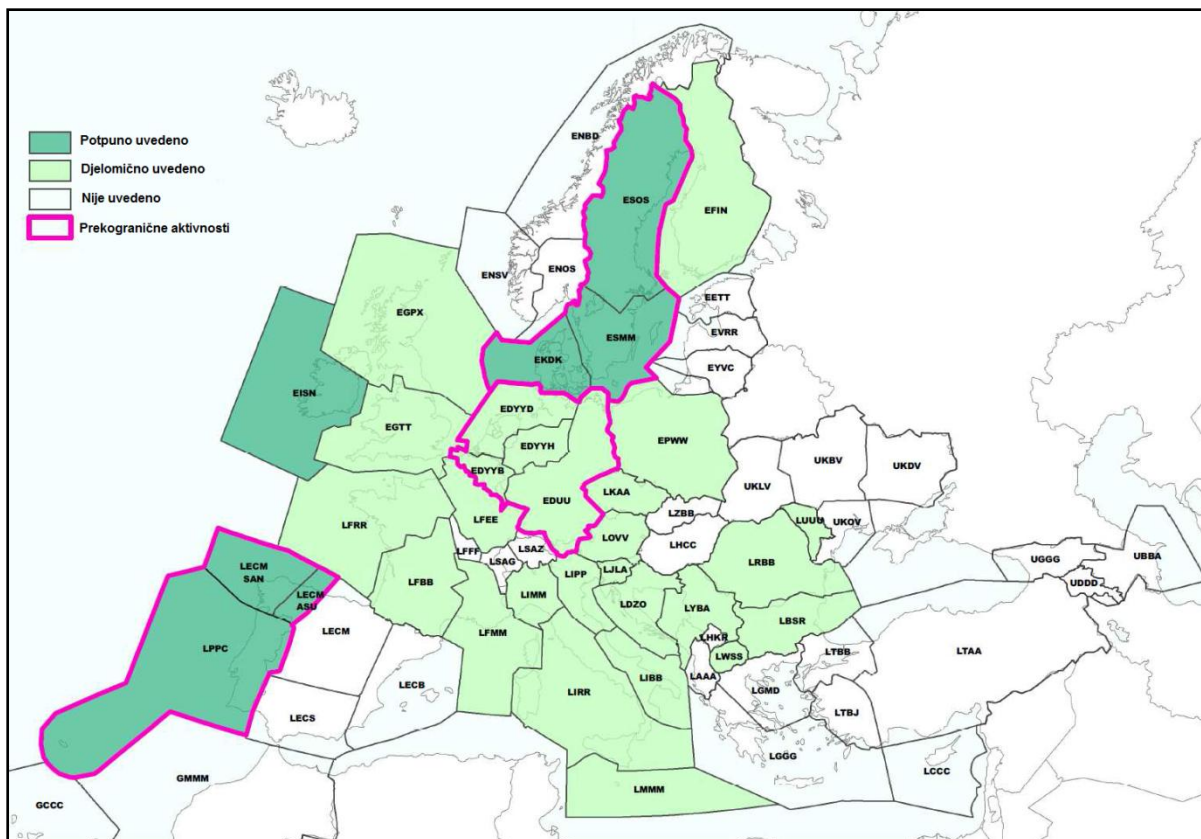 Potpuno uvedeno
Djelomično uvedeno
Nije uvedeno
Prekogranične aktivnosti
ENBD
ESOS
EFIN
ENSV
ENOS
EETT
EGPX
EVRR
ESMM
EKDK
EYVC
EISN
EDYYD
EGTT
EDYYH
EPWW
EDYYB
UKBV
UKDV
UKLV
EDUU
LKAA
LFEE
LZBB
LUUU
UKOV
LFRR
LOVV
LHCC
LFFF
LSAZ
LSAG
UGGG
UBBA
LECM
SAN
LFBB
LIPP
LJLA
LRBB
UDDD
LECM
ASU
LIMM
LDZO
LYBA
LBSR
LECM
LFMM
LHKR
LPPC
LWSS
LTBB
LTAA
LAAA
LIBB
LECB
LIRR
LGMD
LTBJ
LECS
LGGG
LCCC
GMMM
LMMM
GCCC